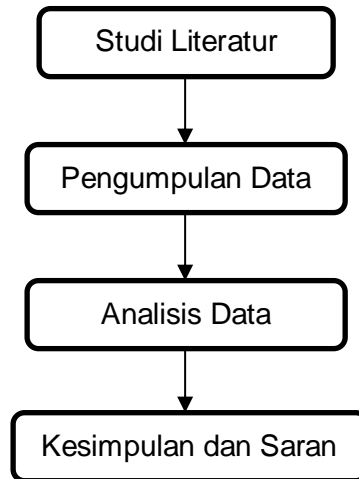 Studi Literatur
Pengumpulan Data
Analisis Data
Kesimpulan dan Saran